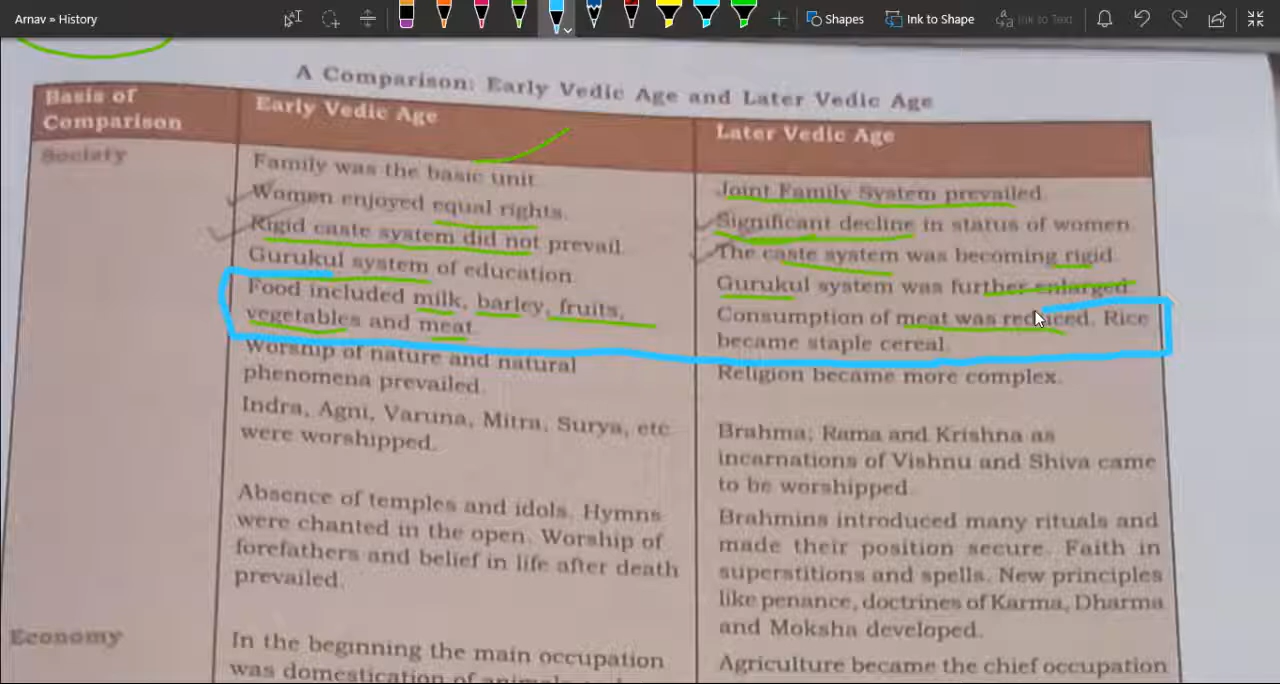 Arnav » History
Shapes
Ink to Shape
Ink to Text
A Comparison: Early Vedic Age and Later Vedic Age
Basis of
Comparison
Early Vedic Age
Later Vedic Age
Society
Family was the basic unit.
Women enjoyed equal rights.
Rigid caste system did not prevail.
Gurukul system of education.
Food included milk, barley, fruits,
vegetables and meat.
Worship of nature and natural
phenomena prevailed.
Indra, Agni, Varuna, Mitra, Surya, etc
were worshipped.
Absence of temples and idols. Hymns
were chanted in the open. Worship of
forefathers and belief in life after death
prevailed.
Joint Family System prevailed.
Significant decline in status of women.
The caste system was becoming rigid.
Gurukul system was further enlarged.
Consumption of meat was reduced. Rice
became staple cereal.
Religion became more complex.
Brahma, Rama and Krishna as
incarnations of Vishnu and Shiva came
to be worshipped.
Brahmins introduced many rituals and
made their position secure. Faith in
superstitions and spells. New principles
like penance, doctrines of Karma, Dharma
and Moksha developed.
Economy
In the beginning the main occupation
was domestication of animals
Agriculture became the chief occupation